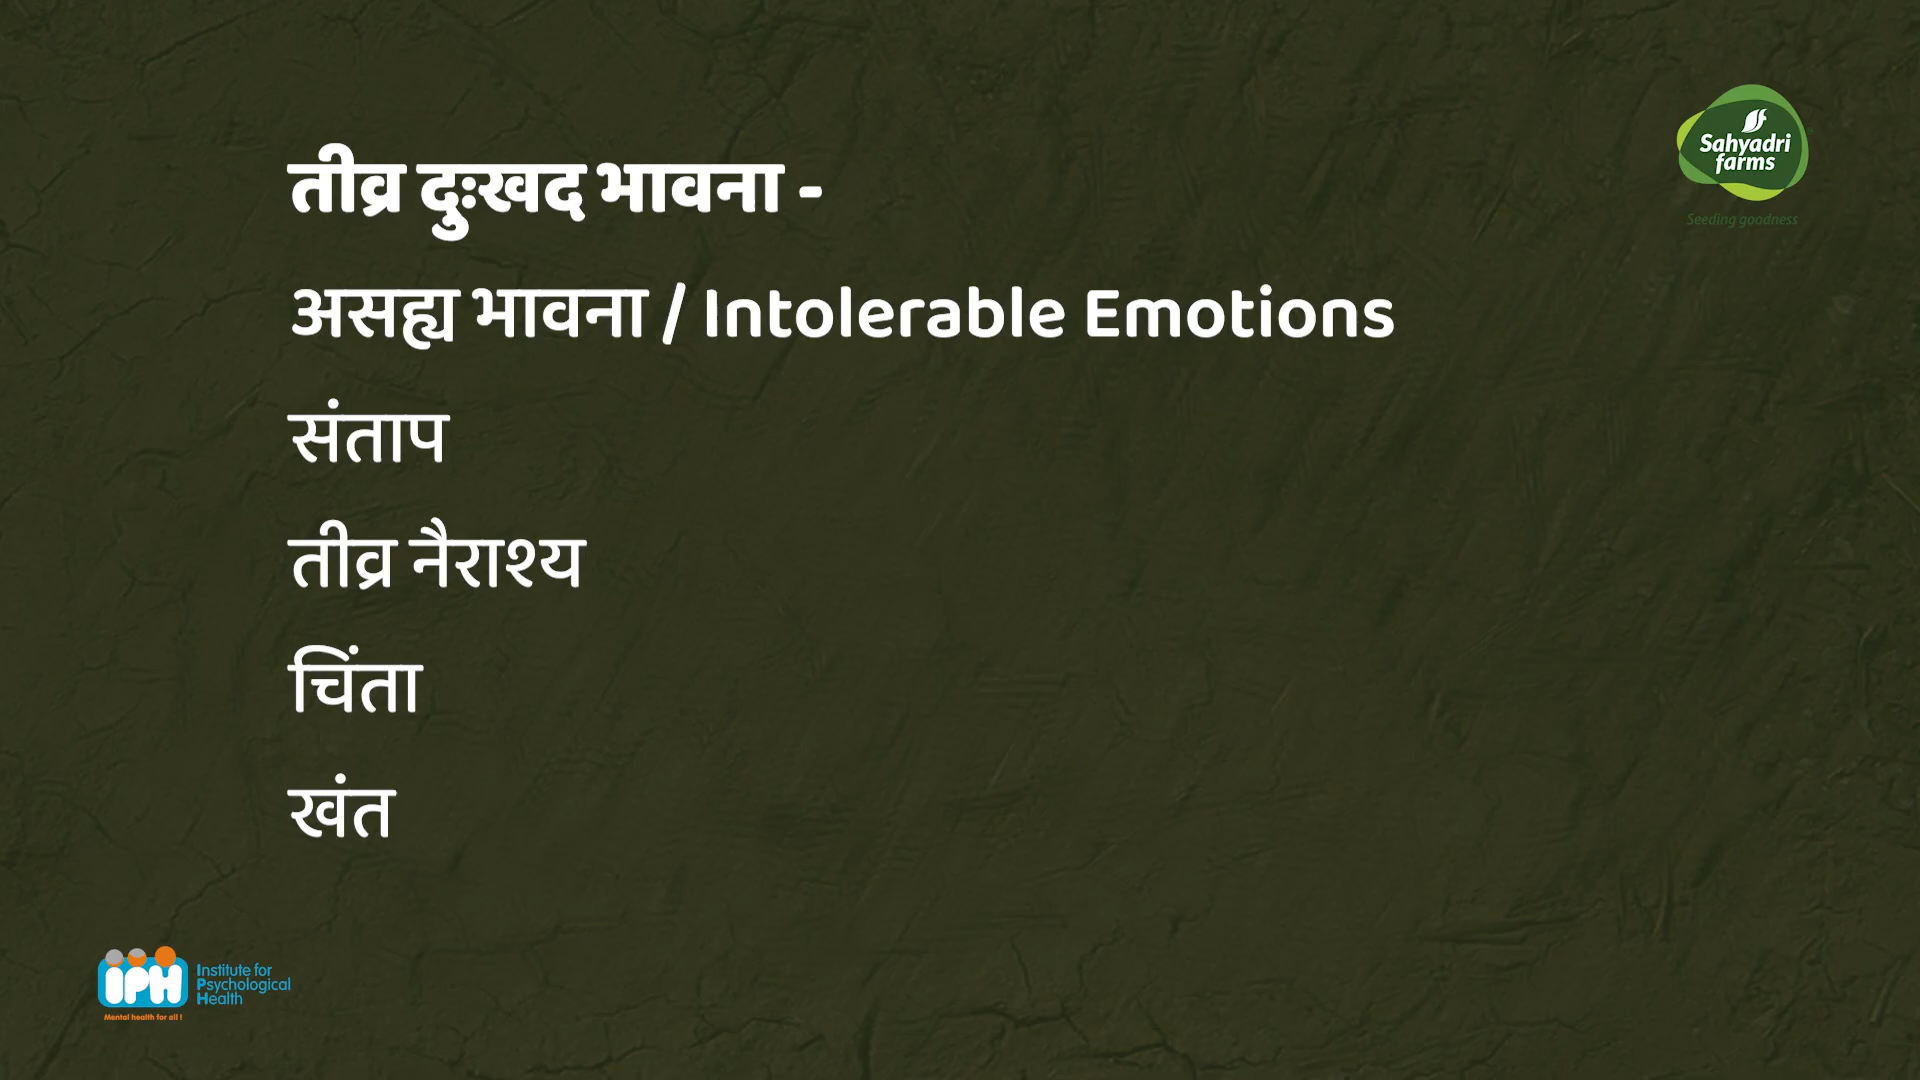 Sahyadri
farms
Seeding goodness
तीव्र दुःखद भावना -
असह्य भावना / Intolerable Emotions
संताप
तीव्र नैराश्य
चिंता
खंत
IPH
Institute for
Psychological
Health
Mental health for all !